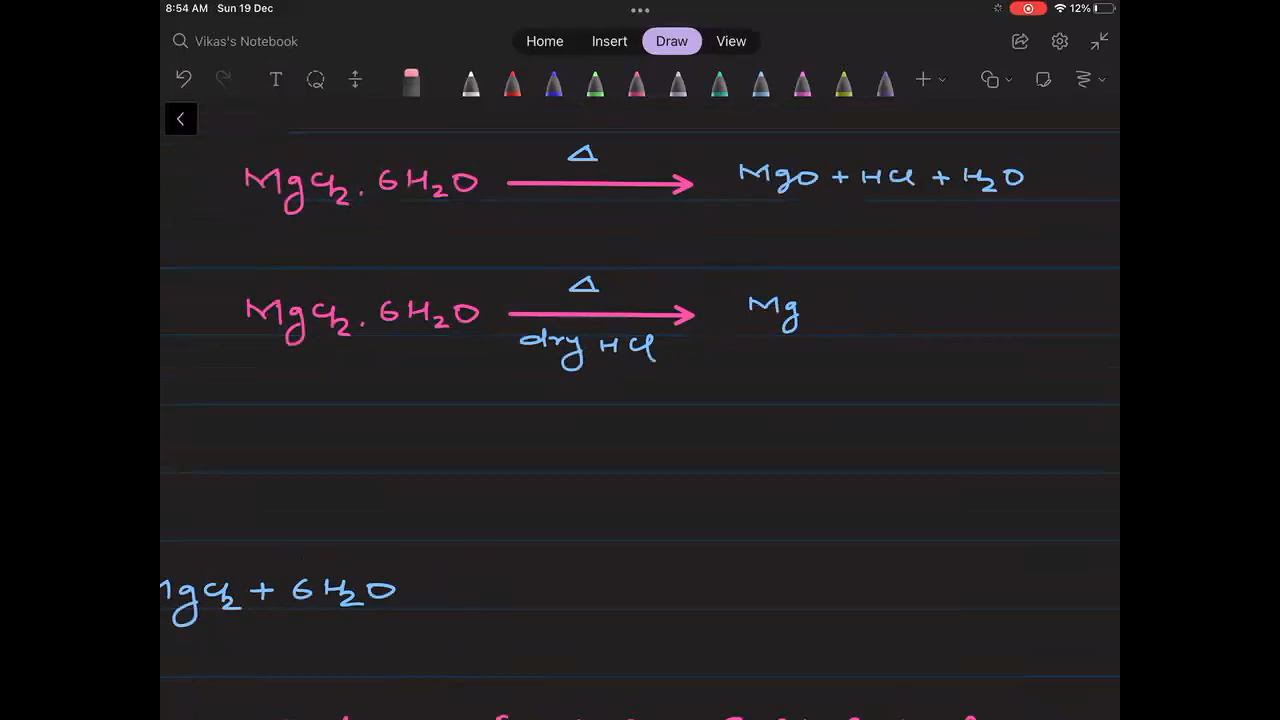 8:54 AM Sun 19 Dec 12%
Vikas's Notebook Home Insert Draw View
T
Δ
MgCl₂.6H₂O → MgO + HCl + H₂O
Δ
MgCl₂.6H₂O → Mg
dry HCl
MgCl₂ + 6H₂O